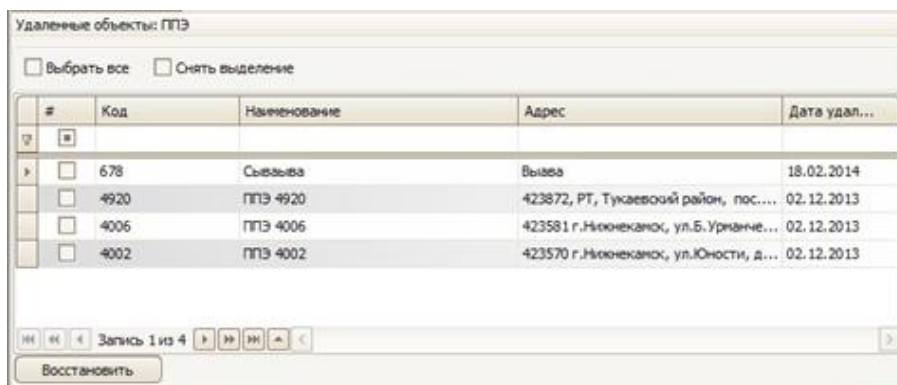 Удаленные объекты: ППЭ
Выбрать все Снять выделение
# Код Наименование Адрес Дата удал...
678 Сываыва Выава 18.02.2014
4920 ППЭ 4920 423872, РТ, Тукаевский район, пос.... 02.12.2013
4006 ППЭ 4006 423581 г.Нижнекамск, ул.Б.Урманче... 02.12.2013
4002 ППЭ 4002 423570 г.Нижнекамск, ул.Юности, д... 02.12.2013
Запись 1 из 4
Восстановить